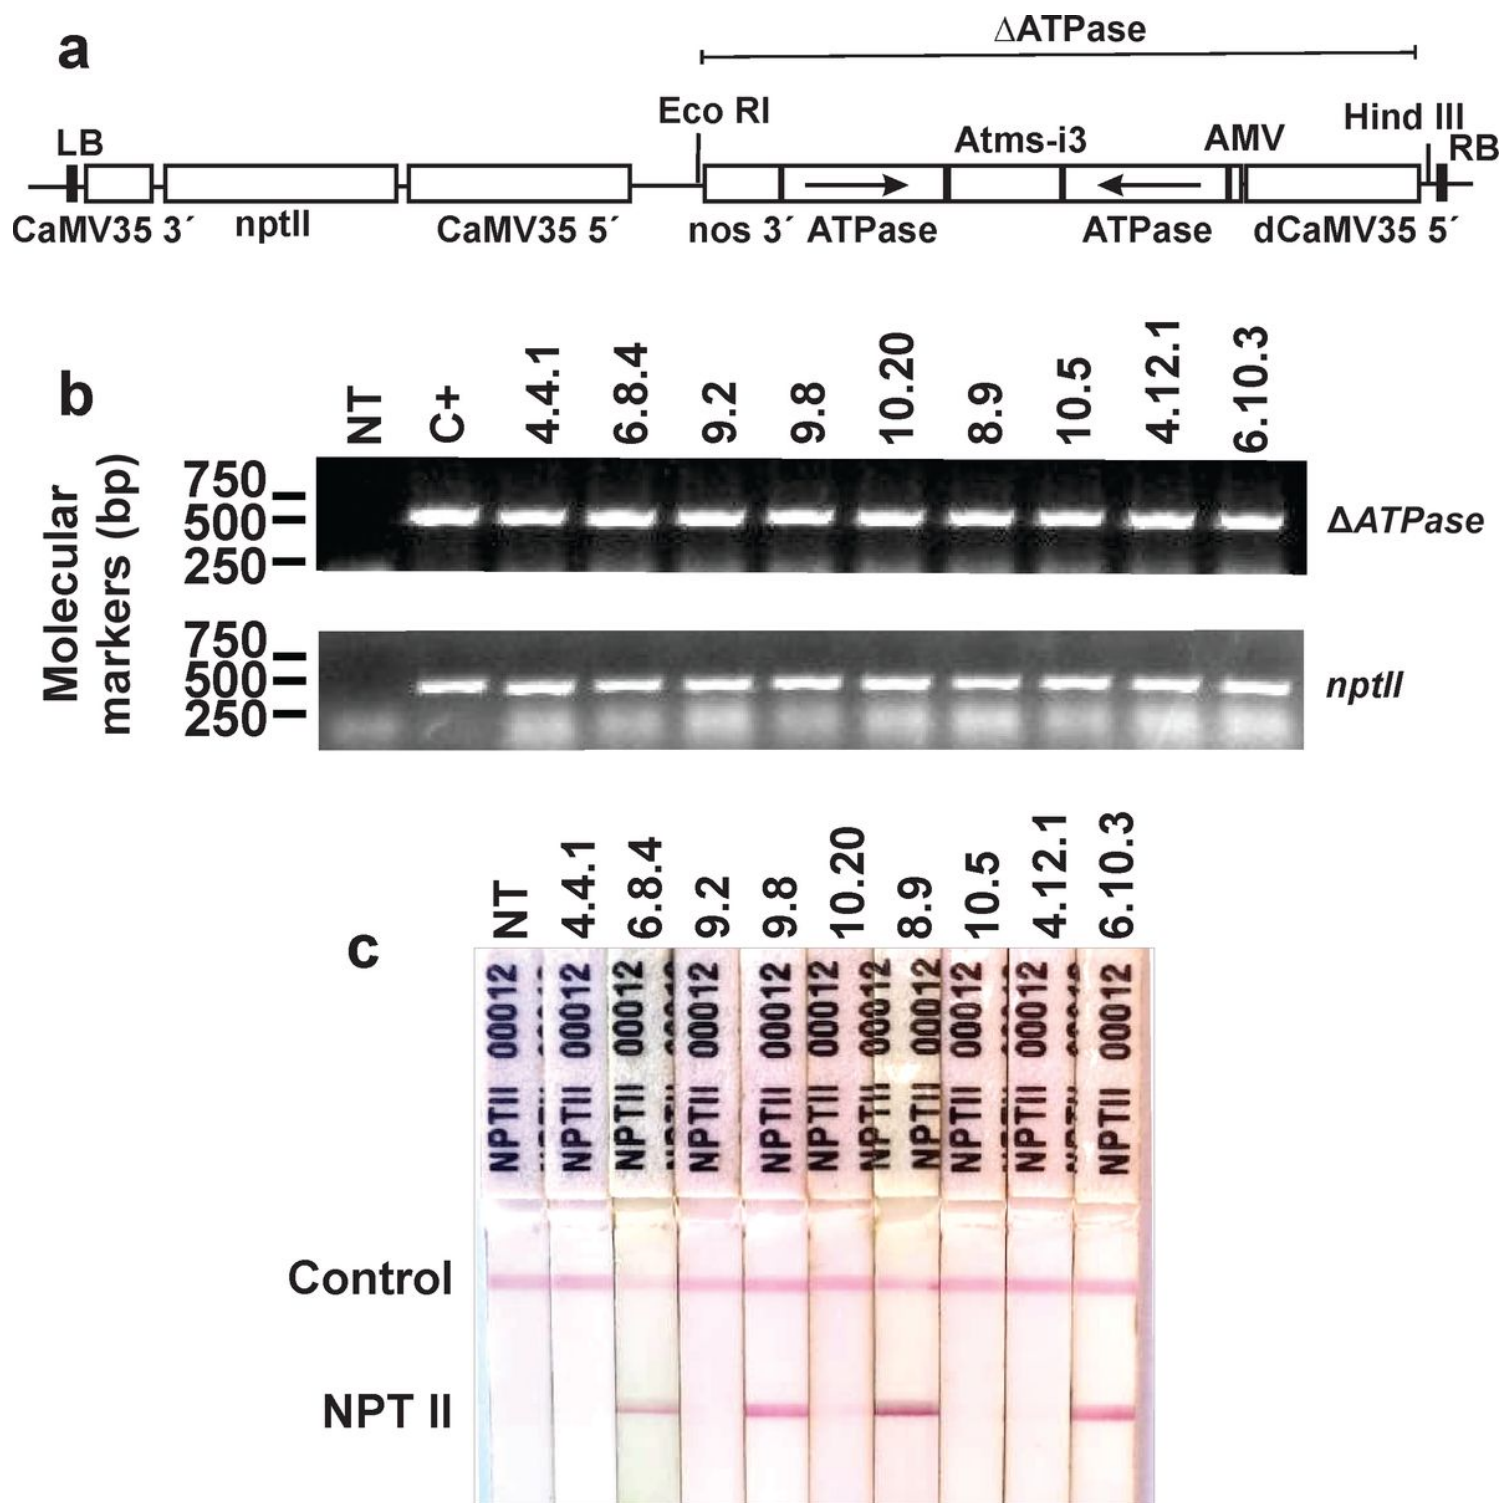 a
ΔATPase
Eco RI
Hind III
LB
Atms-i3
AMV
RB
CaMV35 3´
nptII
CaMV35 5´
nos 3´
ATPase
ATPase
dCaMV35 5´
b
NT
C+
4.4.1
6.8.4
9.2
9.8
10.20
8.9
10.5
4.12.1
6.10.3
Molecular
markers (bp)
750
500
250
ΔATPase
750
500
250
nptII
c
NT
4.4.1
6.8.4
9.2
9.8
10.20
8.9
10.5
4.12.1
6.10.3
NPTII 00012
NPTII 00012
NPTII 00012
NPTII 00012
NPTII 00012
NPTII 00012
NPTII 00012
NPTII 00012
NPTII 00012
NPTII 00012
NPTII 00012
Control
NPT II